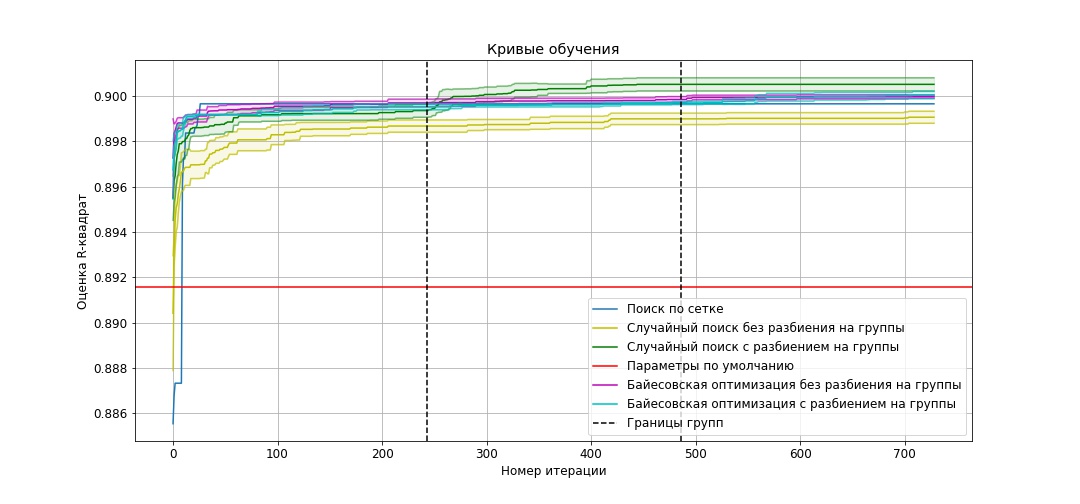 Кривые обучения
Оценка R-квадрат
0.900
0.898
0.896
0.894
0.892
0.890
0.888
0.886
Поиск по сетке
Случайный поиск без разбиения на группы
Случайный поиск с разбиением на группы
Параметры по умолчанию
Байесовская оптимизация без разбиения на группы
Байесовская оптимизация с разбиением на группы
Границы групп
0 100 200 300 400 500 600 700
Номер итерации